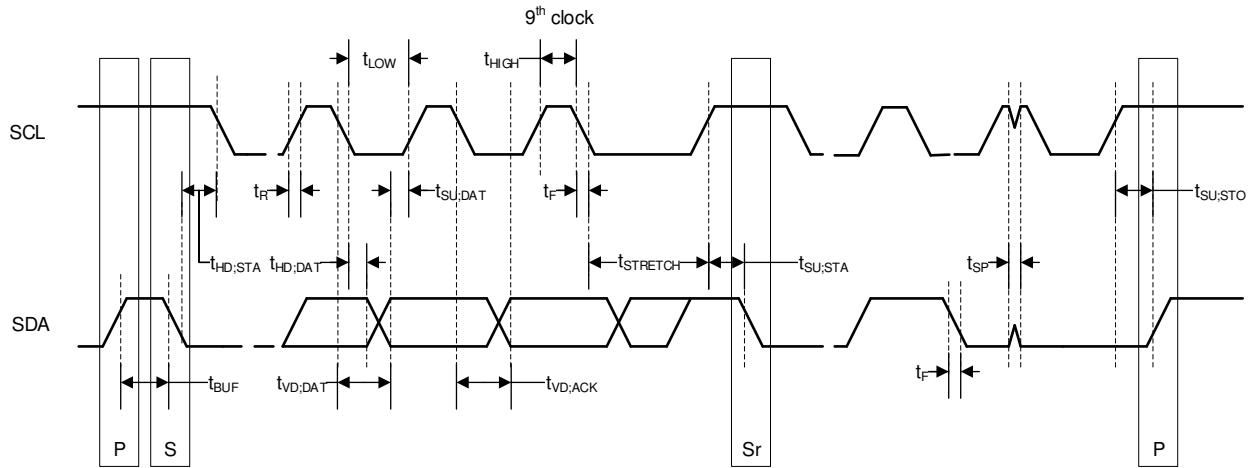 9th clock
tLOW
tHIGH
SCL
tR
tSU;DAT
tF
tSU;STO
tHD;STA
tHD;DAT
tSTRETCH
tSU;STA
tSP
SDA
tBUF
tVD;DAT
tVD;ACK
tF
P
S
Sr
P